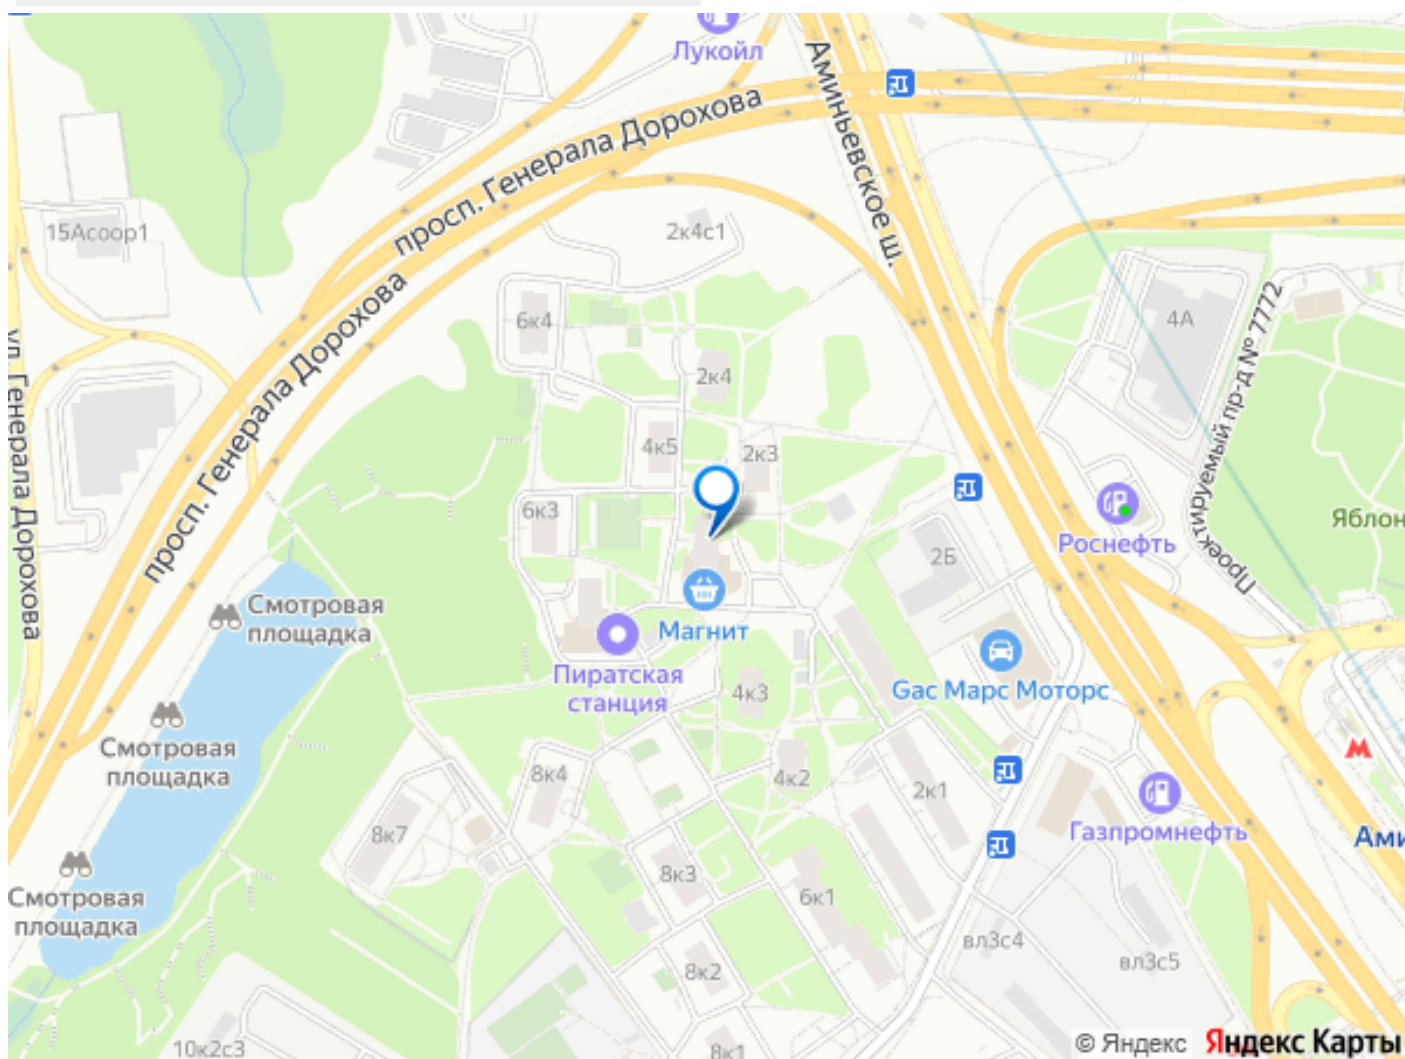 Лукойл
Аминьевское ш.
просп. Генерала Дорохова
15Асоор1
2к4с1
просп. Генерала Дорохова
6к4
4А
Проектируемый пр-д № 7772
2к4
ул. Генерала Дорохова
4к5
2к3
6к3
Яблон
Роснефть
2Б
Смотровая
площадка
Магнит
Пиратская
станция
4к3
Gac Марс Моторс
Смотровая
площадка
8к4
4к2
2к1
8к7
Газпромнефть
Ами
8к3
6к1
Смотровая
площадка
вл3с4
вл3с5
8к2
10к2с3
8к1
© Яндекс Яндекс Карты